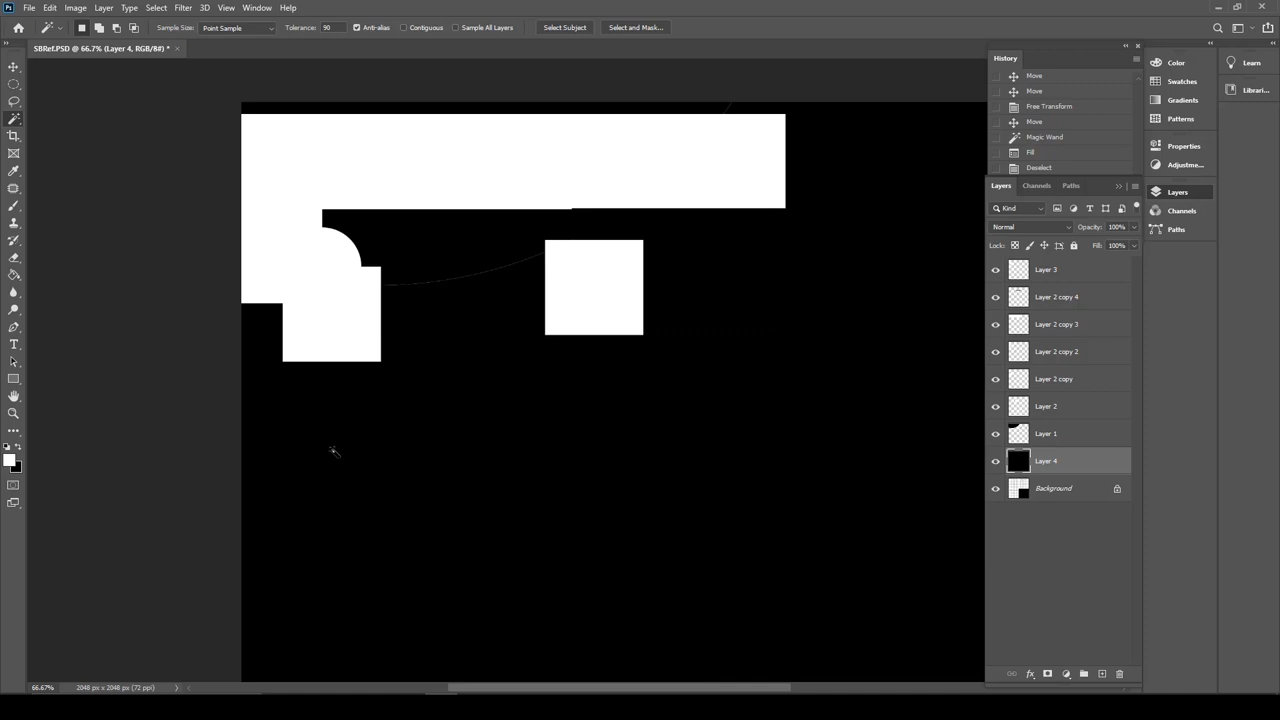 File Edit Image Layer Type Select Filter 3D View Window Help
Sample Size: Point Sample Tolerance: 90 Anti-alias Contiguous Sample All Layers Select Subject Select and Mask...
SBRef.PSD @ 66.7% (Layer 4, RGB/8#) *
History
Move
Move
Free Transform
Move
Magic Wand
Fill
Deselect
Layers Channels Paths
Kind
Normal Opacity: 100%
Lock: Fill: 100%
Layer 3
Layer 2 copy 4
Layer 2 copy 3
Layer 2 copy 2
Layer 2 copy
Layer 2
Layer 1
Layer 4
Background
Color
Swatches
Gradients
Patterns
Properties
Adjustme...
Layers
Channels
Paths
Learn
Librari...
66.67% 2048 px x 2048 px (72 ppi)